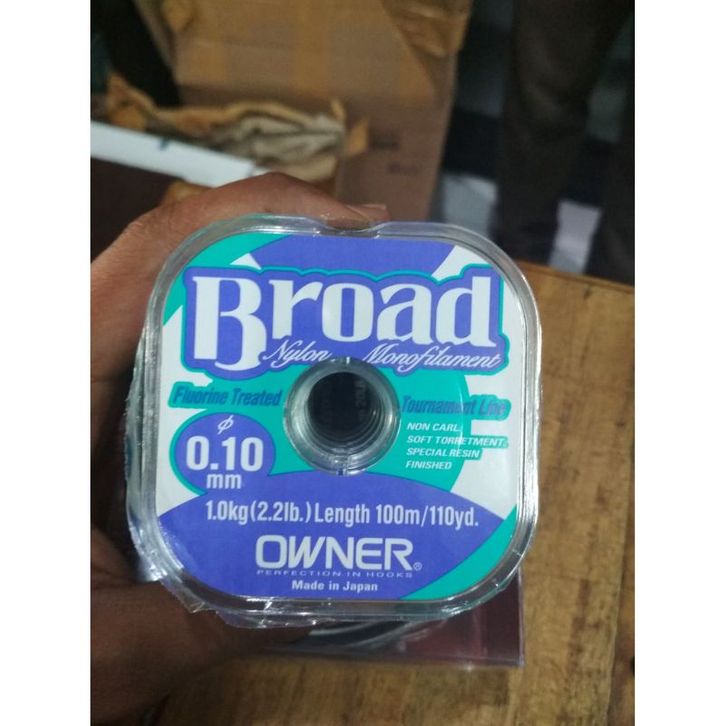 Broad
Nylon Monofilament
Fluorine Treated
Tournament Line
NON CARL.
SOFT TORRETMENT.
SPECIAL RESIN
FINISHED
ϕ
0.10
mm
1.0kg(2.2lb.) Length 100m/110yd.
OWNER®
PERFECTION IN HOOKS
Made in Japan